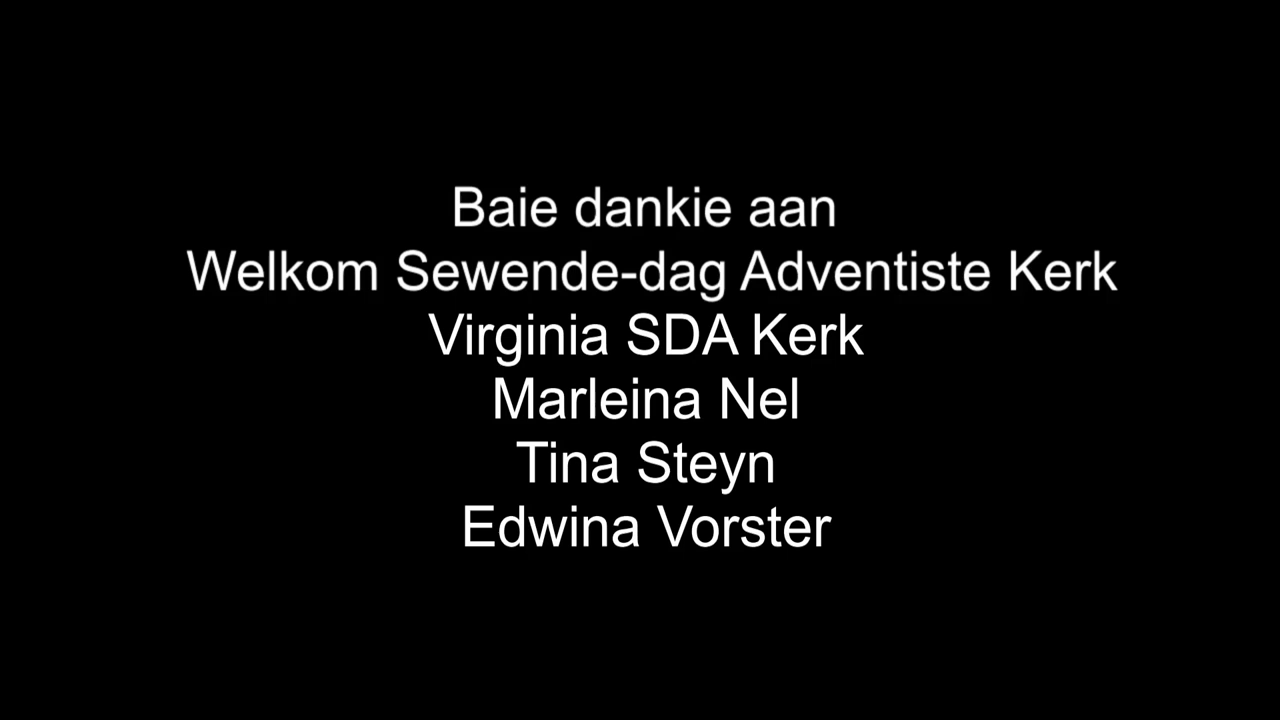 Baie dankie aan
Welkom Sewende-dag Adventiste Kerk
Virginia SDA Kerk
Marleina Nel
Tina Steyn
Edwina Vorster